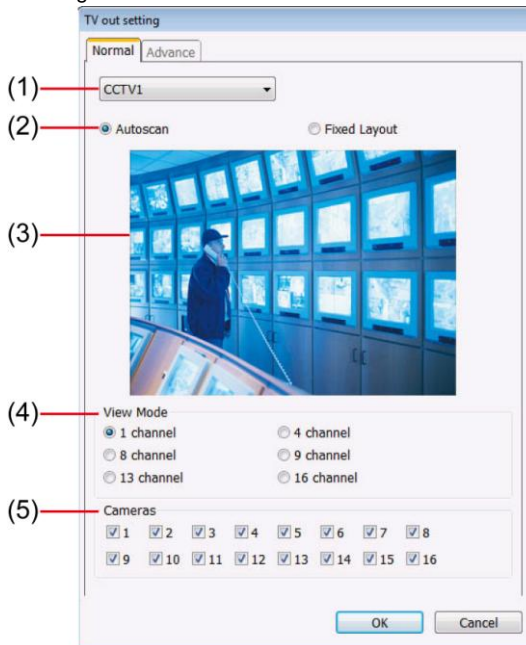 TV out setting
Normal Advance
(1) CCTV1
(2) Autoscan Fixed Layout
(3)
(4) View Mode
1 channel 4 channel
8 channel 9 channel
13 channel 16 channel
(5) Cameras
1 2 3 4 5 6 7 8
9 10 11 12 13 14 15 16
OK Cancel